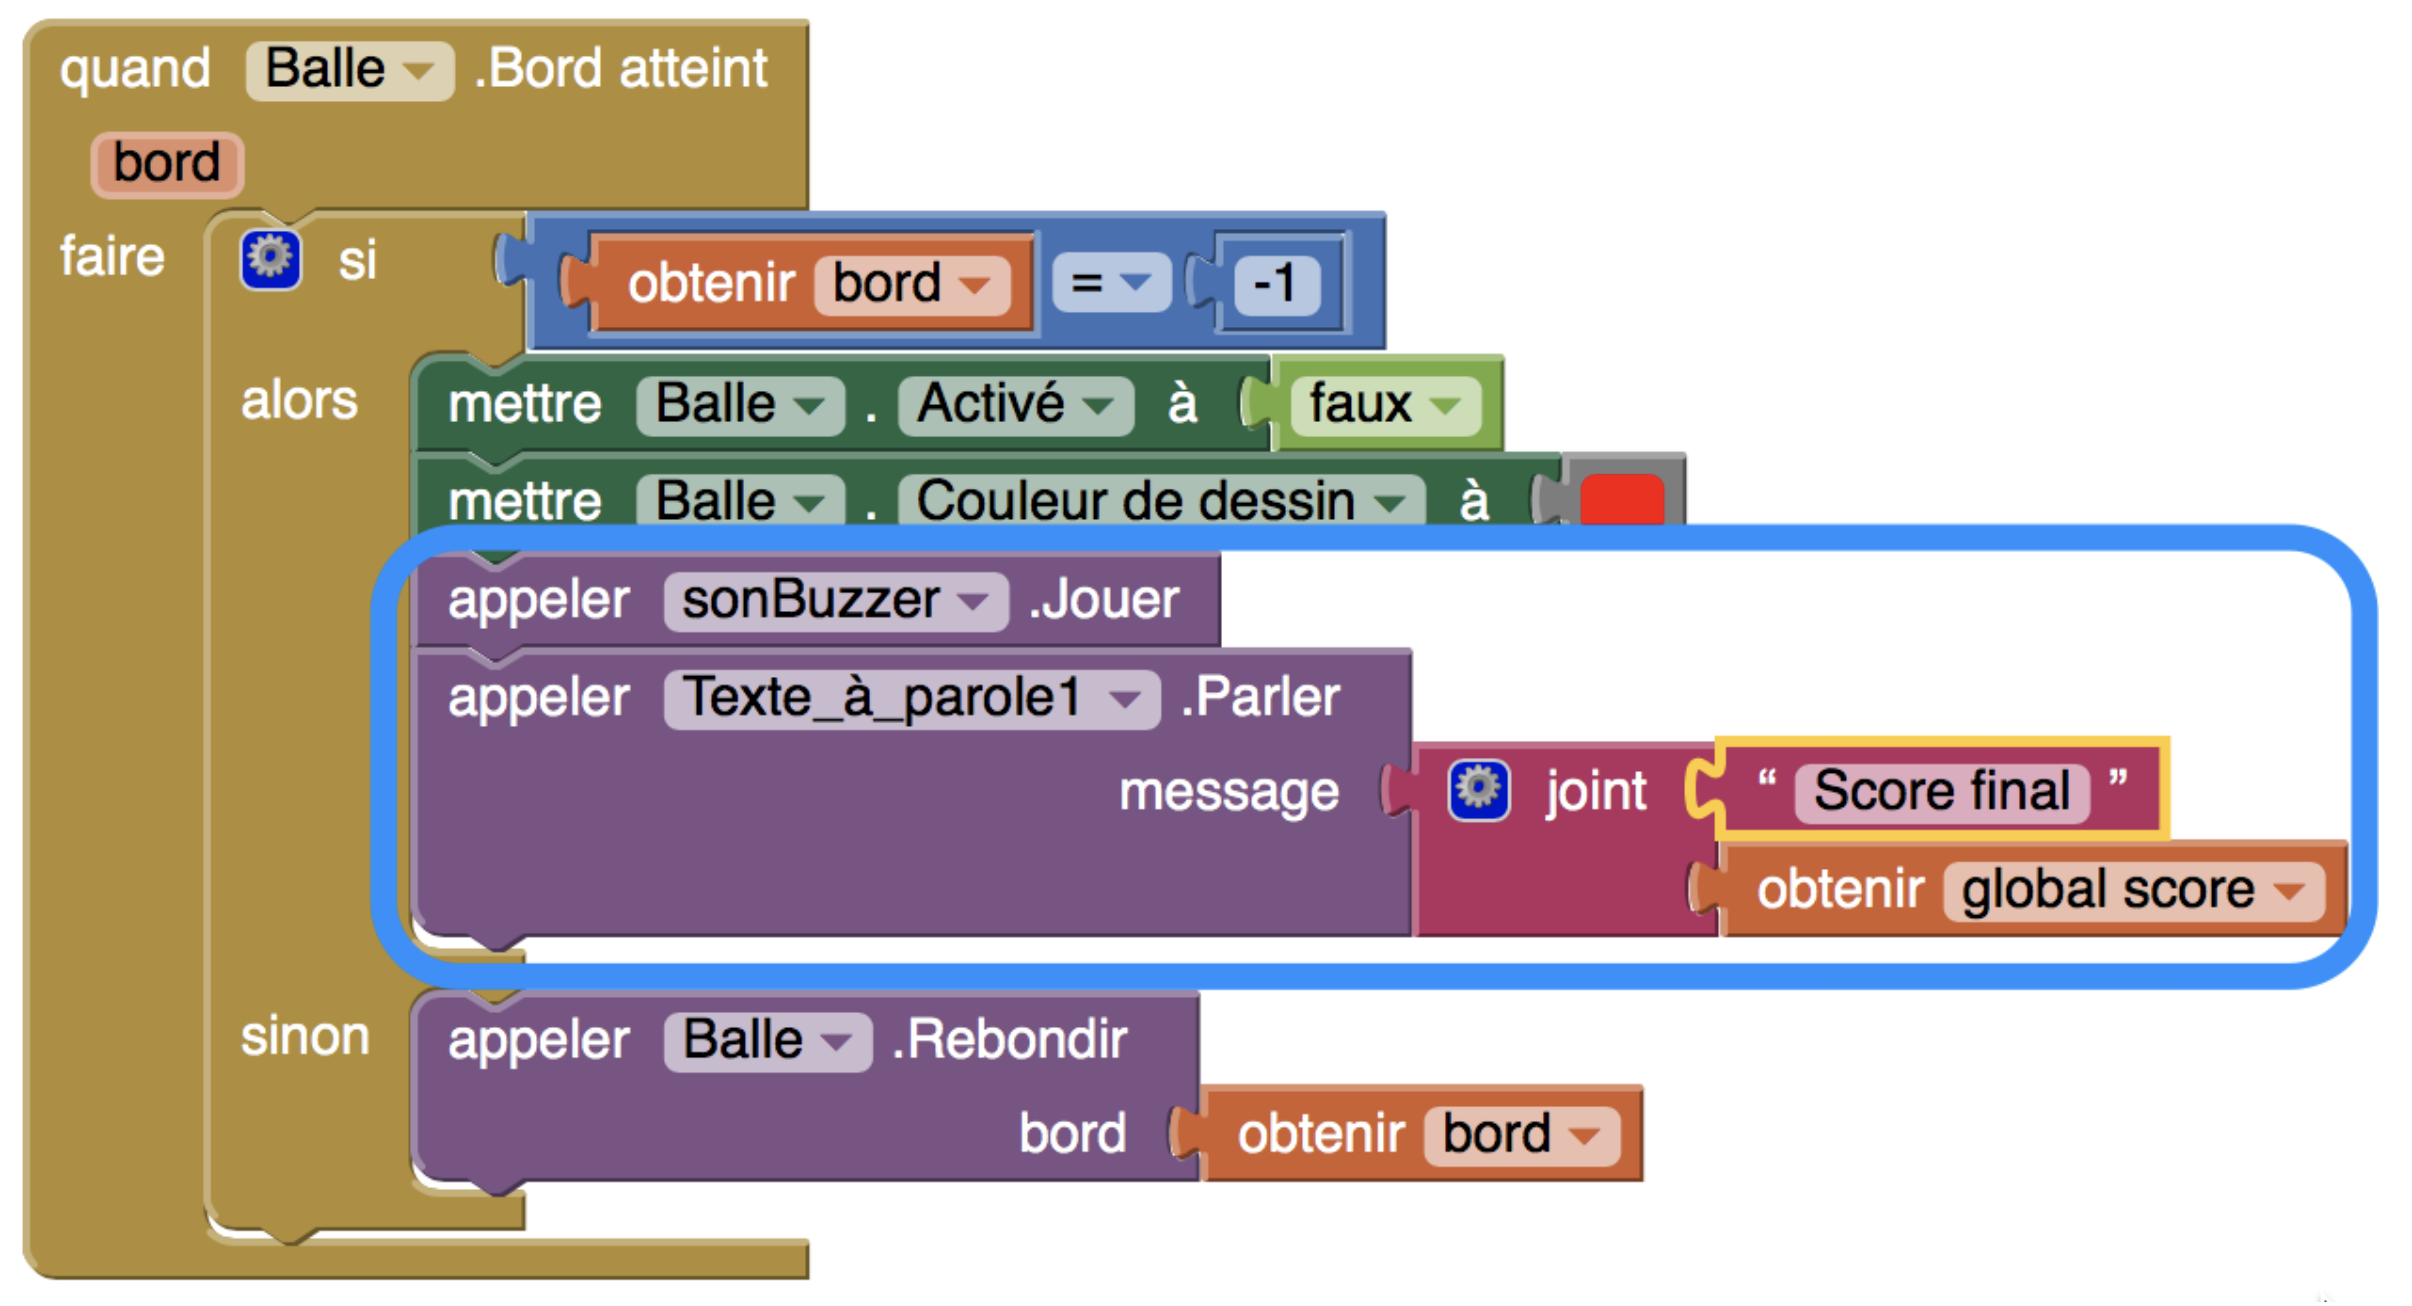 quand Balle .Bord atteint
bord
faire si obtenir bord = -1
alors mettre Balle . Activé à faux
mettre Balle . Couleur de dessin à
appeler sonBuzzer .Jouer
appeler Texte_à_parole1 .Parler
message joint “ Score final ”
obtenir global score
sinon appeler Balle .Rebondir
bord obtenir bord